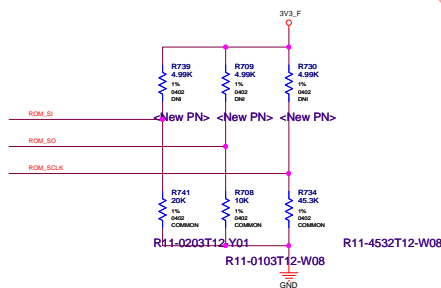 3V3_F
R739
4.99K
1%
0402
DNI
R709
4.99K
1%
0402
DNI
R730
4.99K
1%
0402
DNI
<New PN> <New PN> <New PN>
ROM_SI
ROM_SO
ROM_SCLK
R741
20K
1%
0402
COMMON
R708
10K
1%
0402
COMMON
R734
45.3K
1%
0402
COMMON
R11-0203T12-Y01
R11-4532T12-W08
R11-0103T12-W08
GND